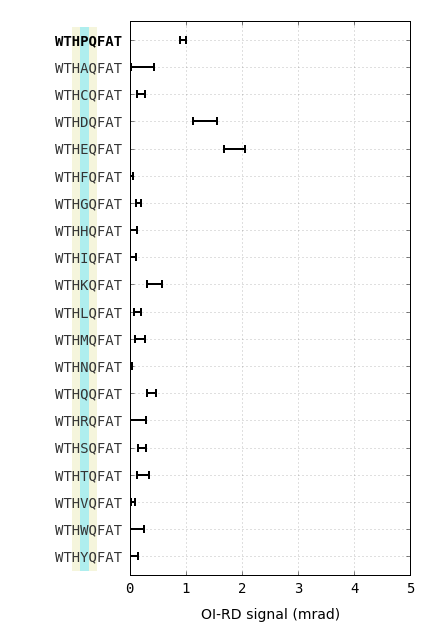 WTHPQFAT
WTHAQFAT
WTHCQFAT
WTHDQFAT
WTHEQFAT
WTHFQFAT
WTHGQFAT
WTHHQFAT
WTHIQFAT
WTHKQFAT
WTHLQFAT
WTHMQFAT
WTHNQFAT
WTHQQFAT
WTHRQFAT
WTHSQFAT
WTHTQFAT
WTHVQFAT
WTHWQFAT
WTHYQFAT
0 1 2 3 4 5
OI-RD signal (mrad)